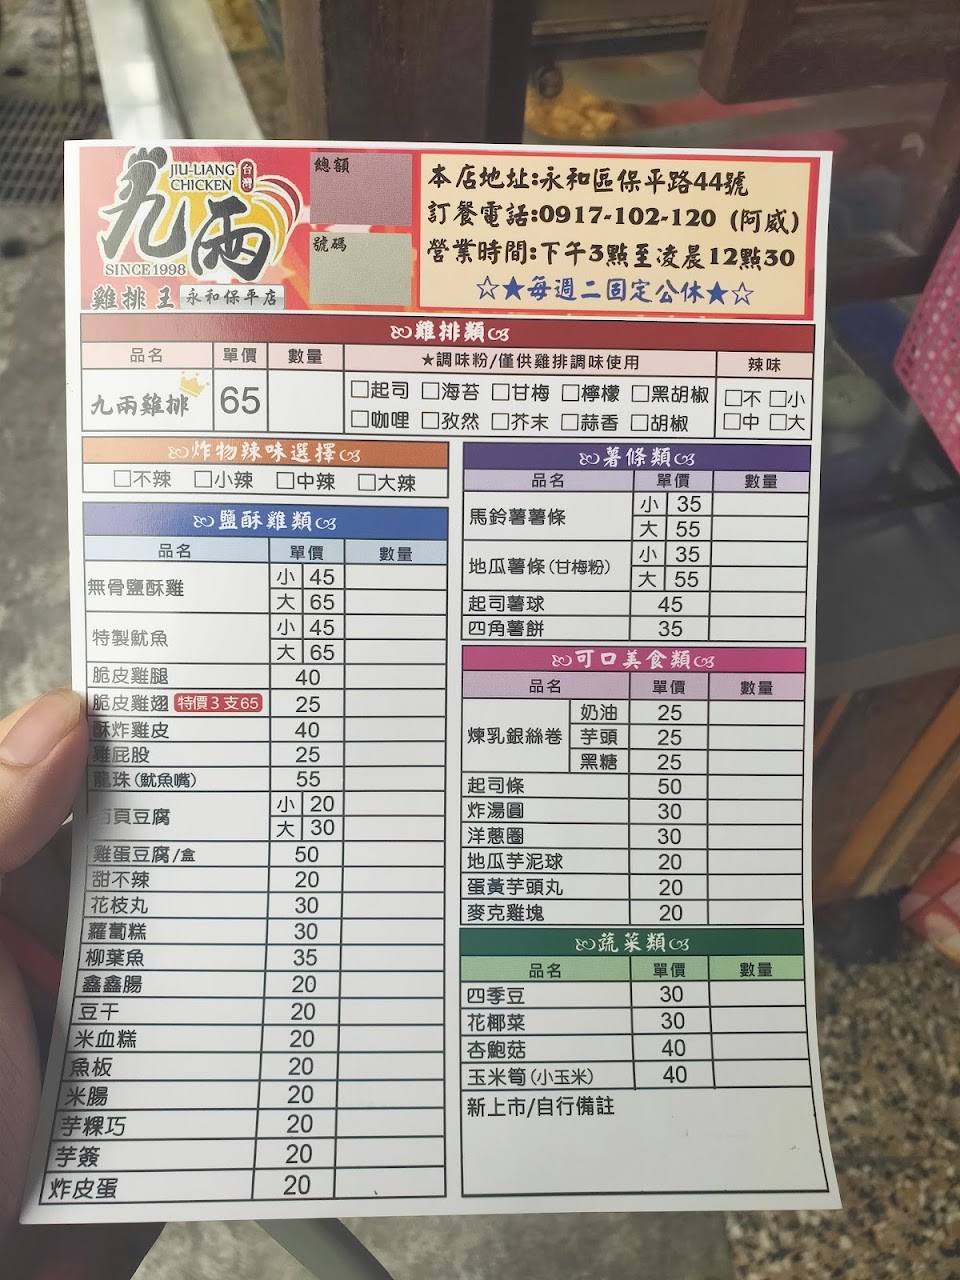 九兩
JIU-LIANG
CHICKEN
台灣
SINCE1998
雞排王 永和保平店
總額
號碼
本店地址:永和區保平路44號
訂餐電話:0917-102-120 (阿威)
營業時間:下午3點至凌晨12點30
☆★每週二固定公休★☆
雞排類
品名 單價 數量 ★調味粉/僅供雞排調味使用 辣味
九兩雞排 65
□起司 □海苔 □甘梅 □檸檬 □黑胡椒 □不 □小
□咖哩 □孜然 □芥末 □蒜香 □胡椒 □中 □大
炸物辣味選擇
□不辣 □小辣 □中辣 □大辣
鹽酥雞類
品名 單價 數量
無骨鹽酥雞 小 45
大 65
特製魷魚 小 45
大 65
脆皮雞腿 40
脆皮雞翅 特價3支65 25
酥炸雞皮 40
雞屁股 25
龍珠(魷魚嘴) 55
百頁豆腐 小 20
大 30
雞蛋豆腐/盒 50
甜不辣 20
花枝丸 30
蘿蔔糕 30
柳葉魚 35
鑫鑫腸 20
豆干 20
米血糕 20
魚板 20
米腸 20
芋粿巧 20
芋簽 20
炸皮蛋 20
薯條類
品名 單價 數量
馬鈴薯薯條 小 35
大 55
地瓜薯條(甘梅粉) 小 35
大 55
起司薯球 45
四角薯餅 35
可口美食類
品名 單價 數量
煉乳銀絲卷 奶油 25
芋頭 25
黑糖 25
起司條 50
炸湯圓 30
洋蔥圈 30
地瓜芋泥球 20
蛋黃芋頭丸 20
麥克雞塊 20
蔬菜類
品名 單價 數量
四季豆 30
花椰菜 30
杏鮑菇 40
玉米筍(小玉米) 40
新上市/自行備註